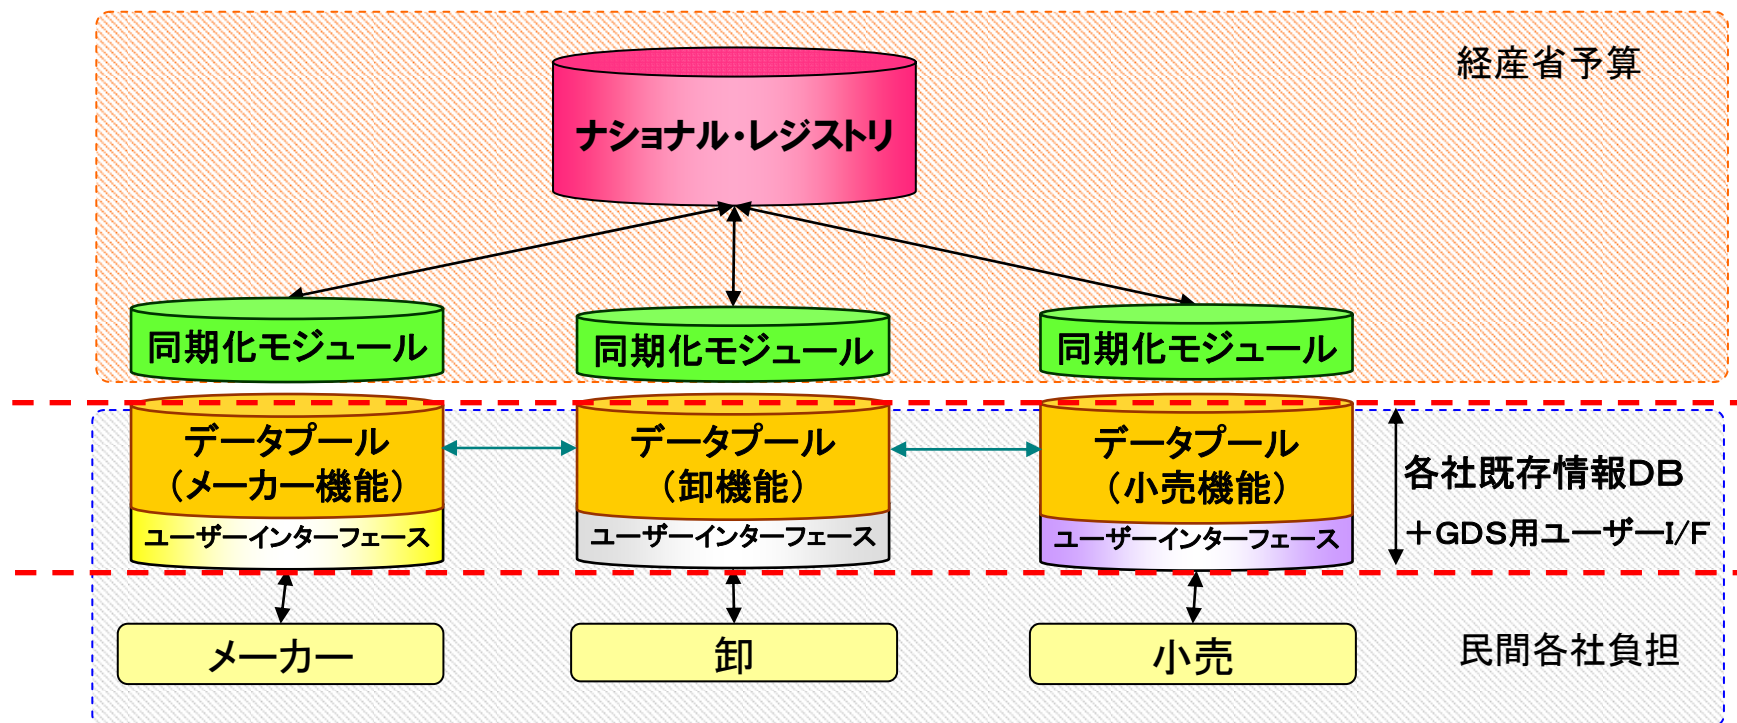 経産省予算
ナショナル・レジストリ
同期化モジュール
同期化モジュール
同期化モジュール
データプール
（メーカー機能）
ユーザーインターフェース
データプール
（卸機能）
ユーザーインターフェース
データプール
（小売機能）
ユーザーインターフェース
各社既存情報DB
＋GDS用ユーザーI/F
メーカー
卸
小売
民間各社負担